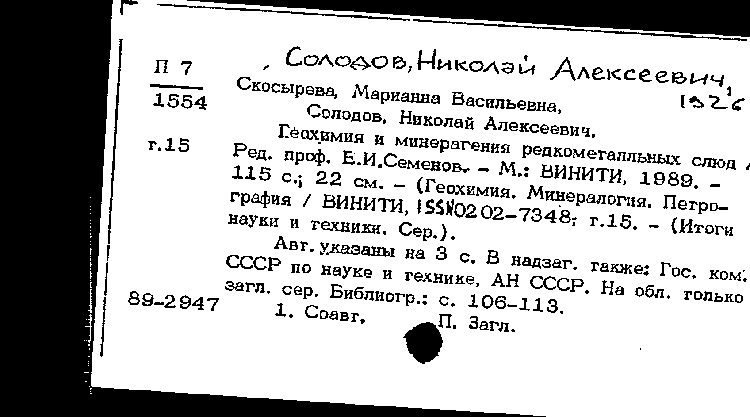 Солодов, Николай Алексеевич,
1926
П 7
1554
т.15
Скосырева, Марианна Васильевна,
Солодов, Николай Алексеевич.
Геохимия и минерагения редкометалльных слюд /
Ред. проф. Е.И.Семенов. - М.: ВИНИТИ, 1989. -
115 с.; 22 см. - (Геохимия. Минералогия. Петро-
графия / ВИНИТИ, ISSN0202-7348; т.15. - (Итоги
науки и техники. Сер.).
Авт. указаны на 3 с. В надзаг. также: Гос. ком.
СССР по науке и технике, АН СССР. На обл. только
загл. сер. Библиогр.: с. 106-113.
1. Соавт. П. Загл.
89-2947